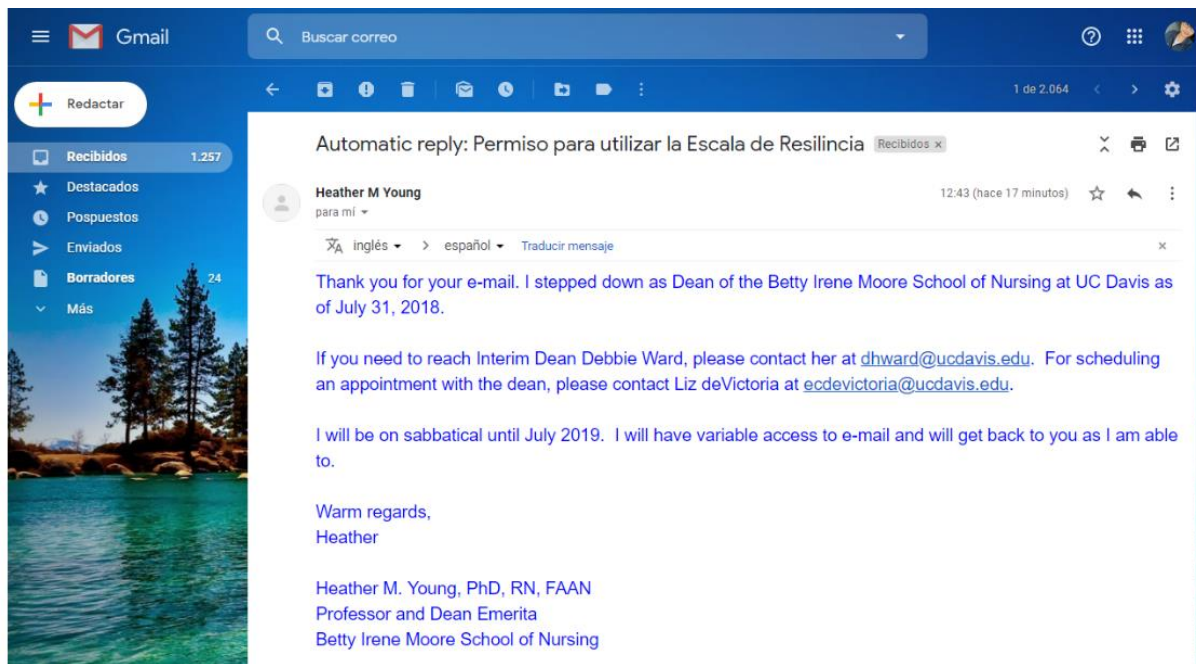 Gmail
Buscar correo
Redactar
1 de 2.064
Recibidos 1.257
Destacados
Pospuestos
Enviados
Borradores 24
Más
Automatic reply: Permiso para utilizar la Escala de Resilincia Recibidos x
Heather M Young 12:43 (hace 17 minutos)
para mí
inglés > español Traducir mensaje x
Thank you for your e-mail. I stepped down as Dean of the Betty Irene Moore School of Nursing at UC Davis as
of July 31, 2018.
If you need to reach Interim Dean Debbie Ward, please contact her at dhward@ucdavis.edu. For scheduling
an appointment with the dean, please contact Liz deVictoria at ecdevictoria@ucdavis.edu.
I will be on sabbatical until July 2019. I will have variable access to e-mail and will get back to you as I am able
to.
Warm regards,
Heather
Heather M. Young, PhD, RN, FAAN
Professor and Dean Emerita
Betty Irene Moore School of Nursing